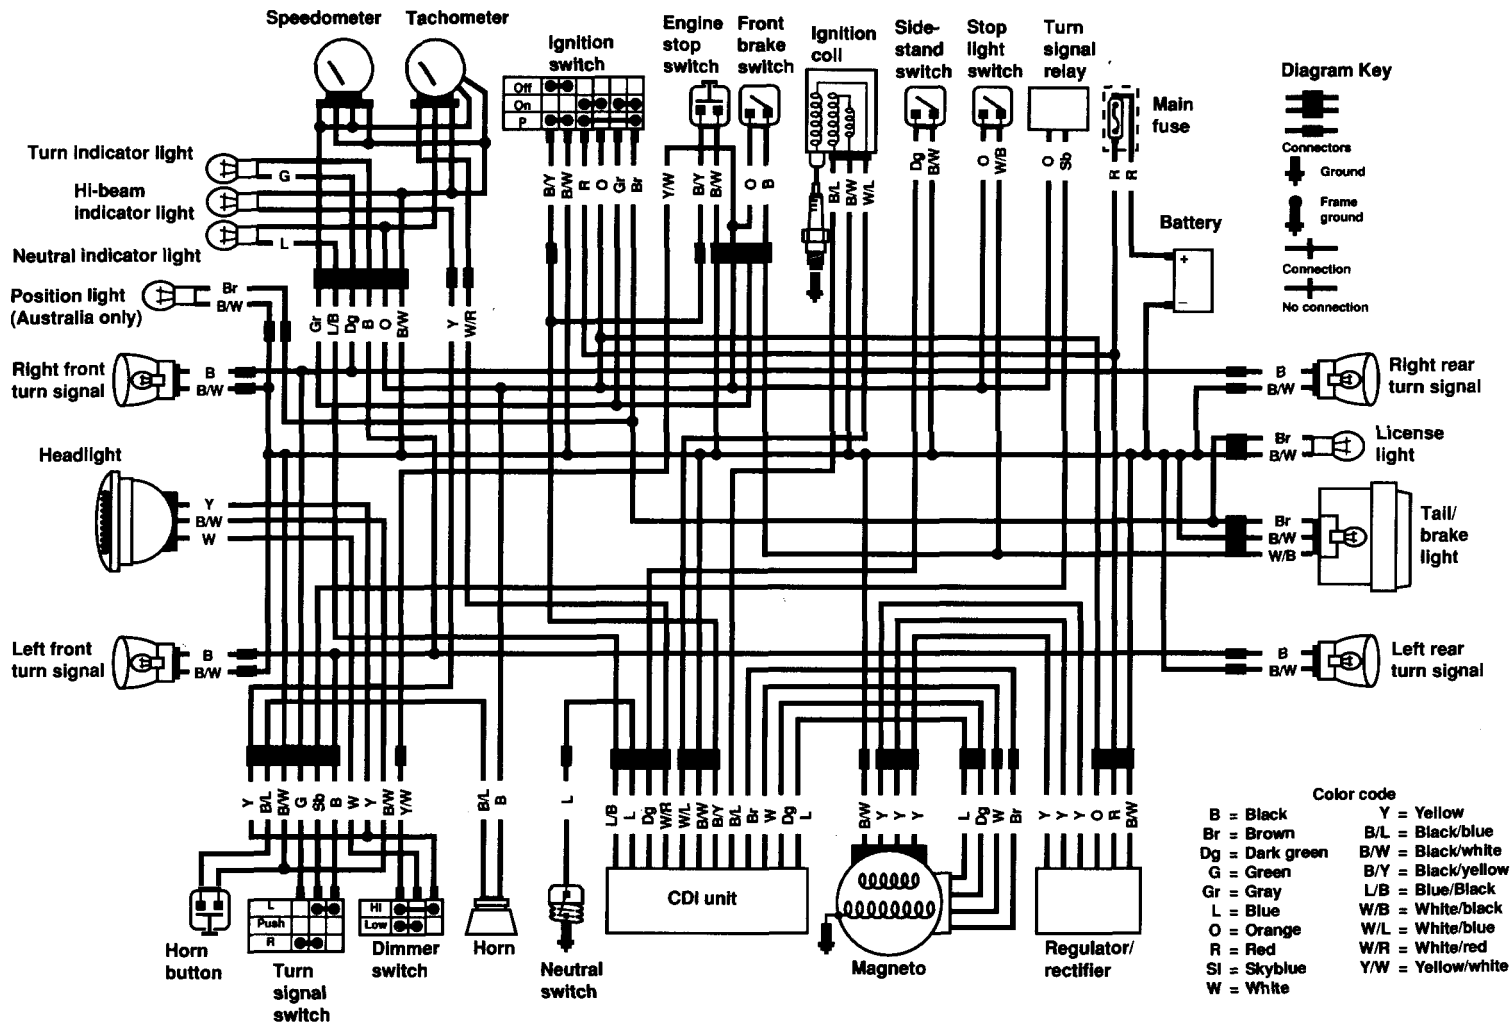 Speedometer
Tachometer
Ignition
switch
Off
On
P
Engine
stop
switch
Front
brake
switch
Ignition
coil
Side-
stand
switch
Stop
light
switch
Turn
signal
relay
Main
fuse
Diagram Key
Connectors
Ground
Frame
ground
Connection
No connection
Turn indicator light
G
Hi-beam
indicator light
L
Neutral indicator light
Position light
(Australia only)
Br
B/W
B/Y
B/W
R
O
Gr
Br
Y/W
B/Y
B/W
O
B
B/L
B/W
W/L
Dg
B/W
O
W/B
O
Sb
R
R
Battery
+
−
Gr
L/B
Dg
B
O
B/W
Y
W/R
Right front
turn signal
B
B/W
B
B/W
Right rear
turn signal
Headlight
Y
B/W
W
Br
B/W
License
light
Br
B/W
W/B
Tail/
brake
light
Left front
turn signal
B
B/W
B
B/W
Left rear
turn signal
Y
B/L
B/W
G
Sb
B
W
Y
B/W
Y/W
B/L
B
L
L/B
L
Dg
W/R
W/L
B/W
B/Y
B/L
Br
W
Dg
L
B/W
Y
Y
Y
L
Dg
W
Br
Y
Y
Y
O
R
B/W
Horn
button
L
Push
R
Turn
signal
switch
Hi
Low
Dimmer
switch
Horn
Neutral
switch
CDI unit
Magneto
Regulator/
rectifier
Color code
B = Black
Br = Brown
Dg = Dark green
G = Green
Gr = Gray
L = Blue
O = Orange
R = Red
Sl = Skyblue
W = White
Y = Yellow
B/L = Black/blue
B/W = Black/white
B/Y = Black/yellow
L/B = Blue/Black
W/B = White/black
W/L = White/blue
W/R = White/red
Y/W = Yellow/white